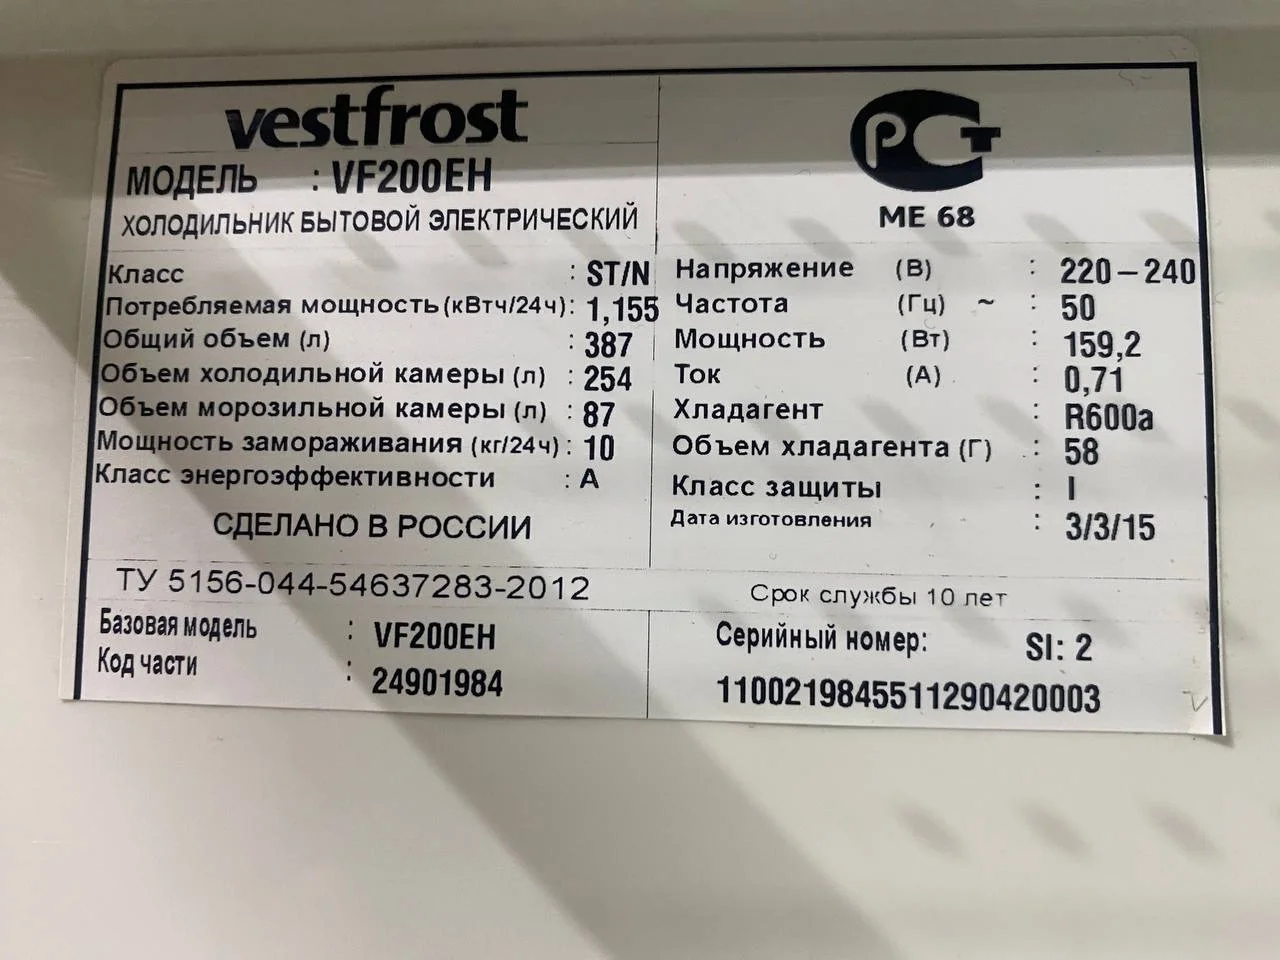 vestfrost
МОДЕЛЬ : VF200EH
ХОЛОДИЛЬНИК БЫТОВОЙ ЭЛЕКТРИЧЕСКИЙ
РСТ
МЕ 68
Класс : ST/N
Потребляемая мощность (кВтч/24ч) : 1,155
Общий объем (л) : 387
Объем холодильной камеры (л) : 254
Объем морозильной камеры (л) : 87
Мощность замораживания (кг/24ч) : 10
Класс энергоэффективности : A
СДЕЛАНО В РОССИИ
Напряжение (В) : 220–240
Частота (Гц) ~ : 50
Мощность (Вт) : 159,2
Ток (А) : 0,71
Хладагент : R600a
Объем хладагента (Г) : 58
Класс защиты : I
Дата изготовления : 3/3/15
ТУ 5156-044-54637283-2012
Срок службы 10 лет
Базовая модель : VF200EH
Код части : 24901984
Серийный номер: SI: 2
1100219845511290420003